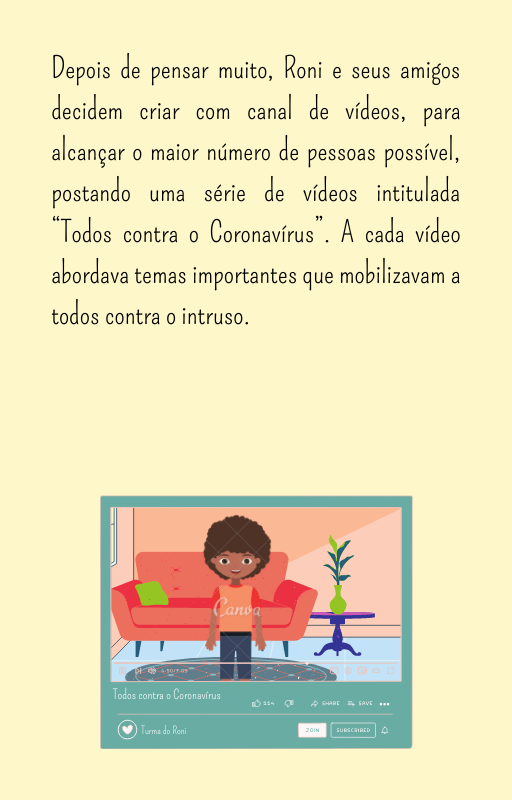 Depois de pensar muito, Roni e seus amigos
decidem criar com canal de vídeos, para
alcançar o maior número de pessoas possível,
postando uma série de vídeos intitulada
“Todos contra o Coronavírus”. A cada vídeo
abordava temas importantes que mobilizavam a
todos contra o intruso.
Canva
Todos contra o Coronavírus
114 SHARE SAVE
Turma do Roni JOIN SUBSCRIBED